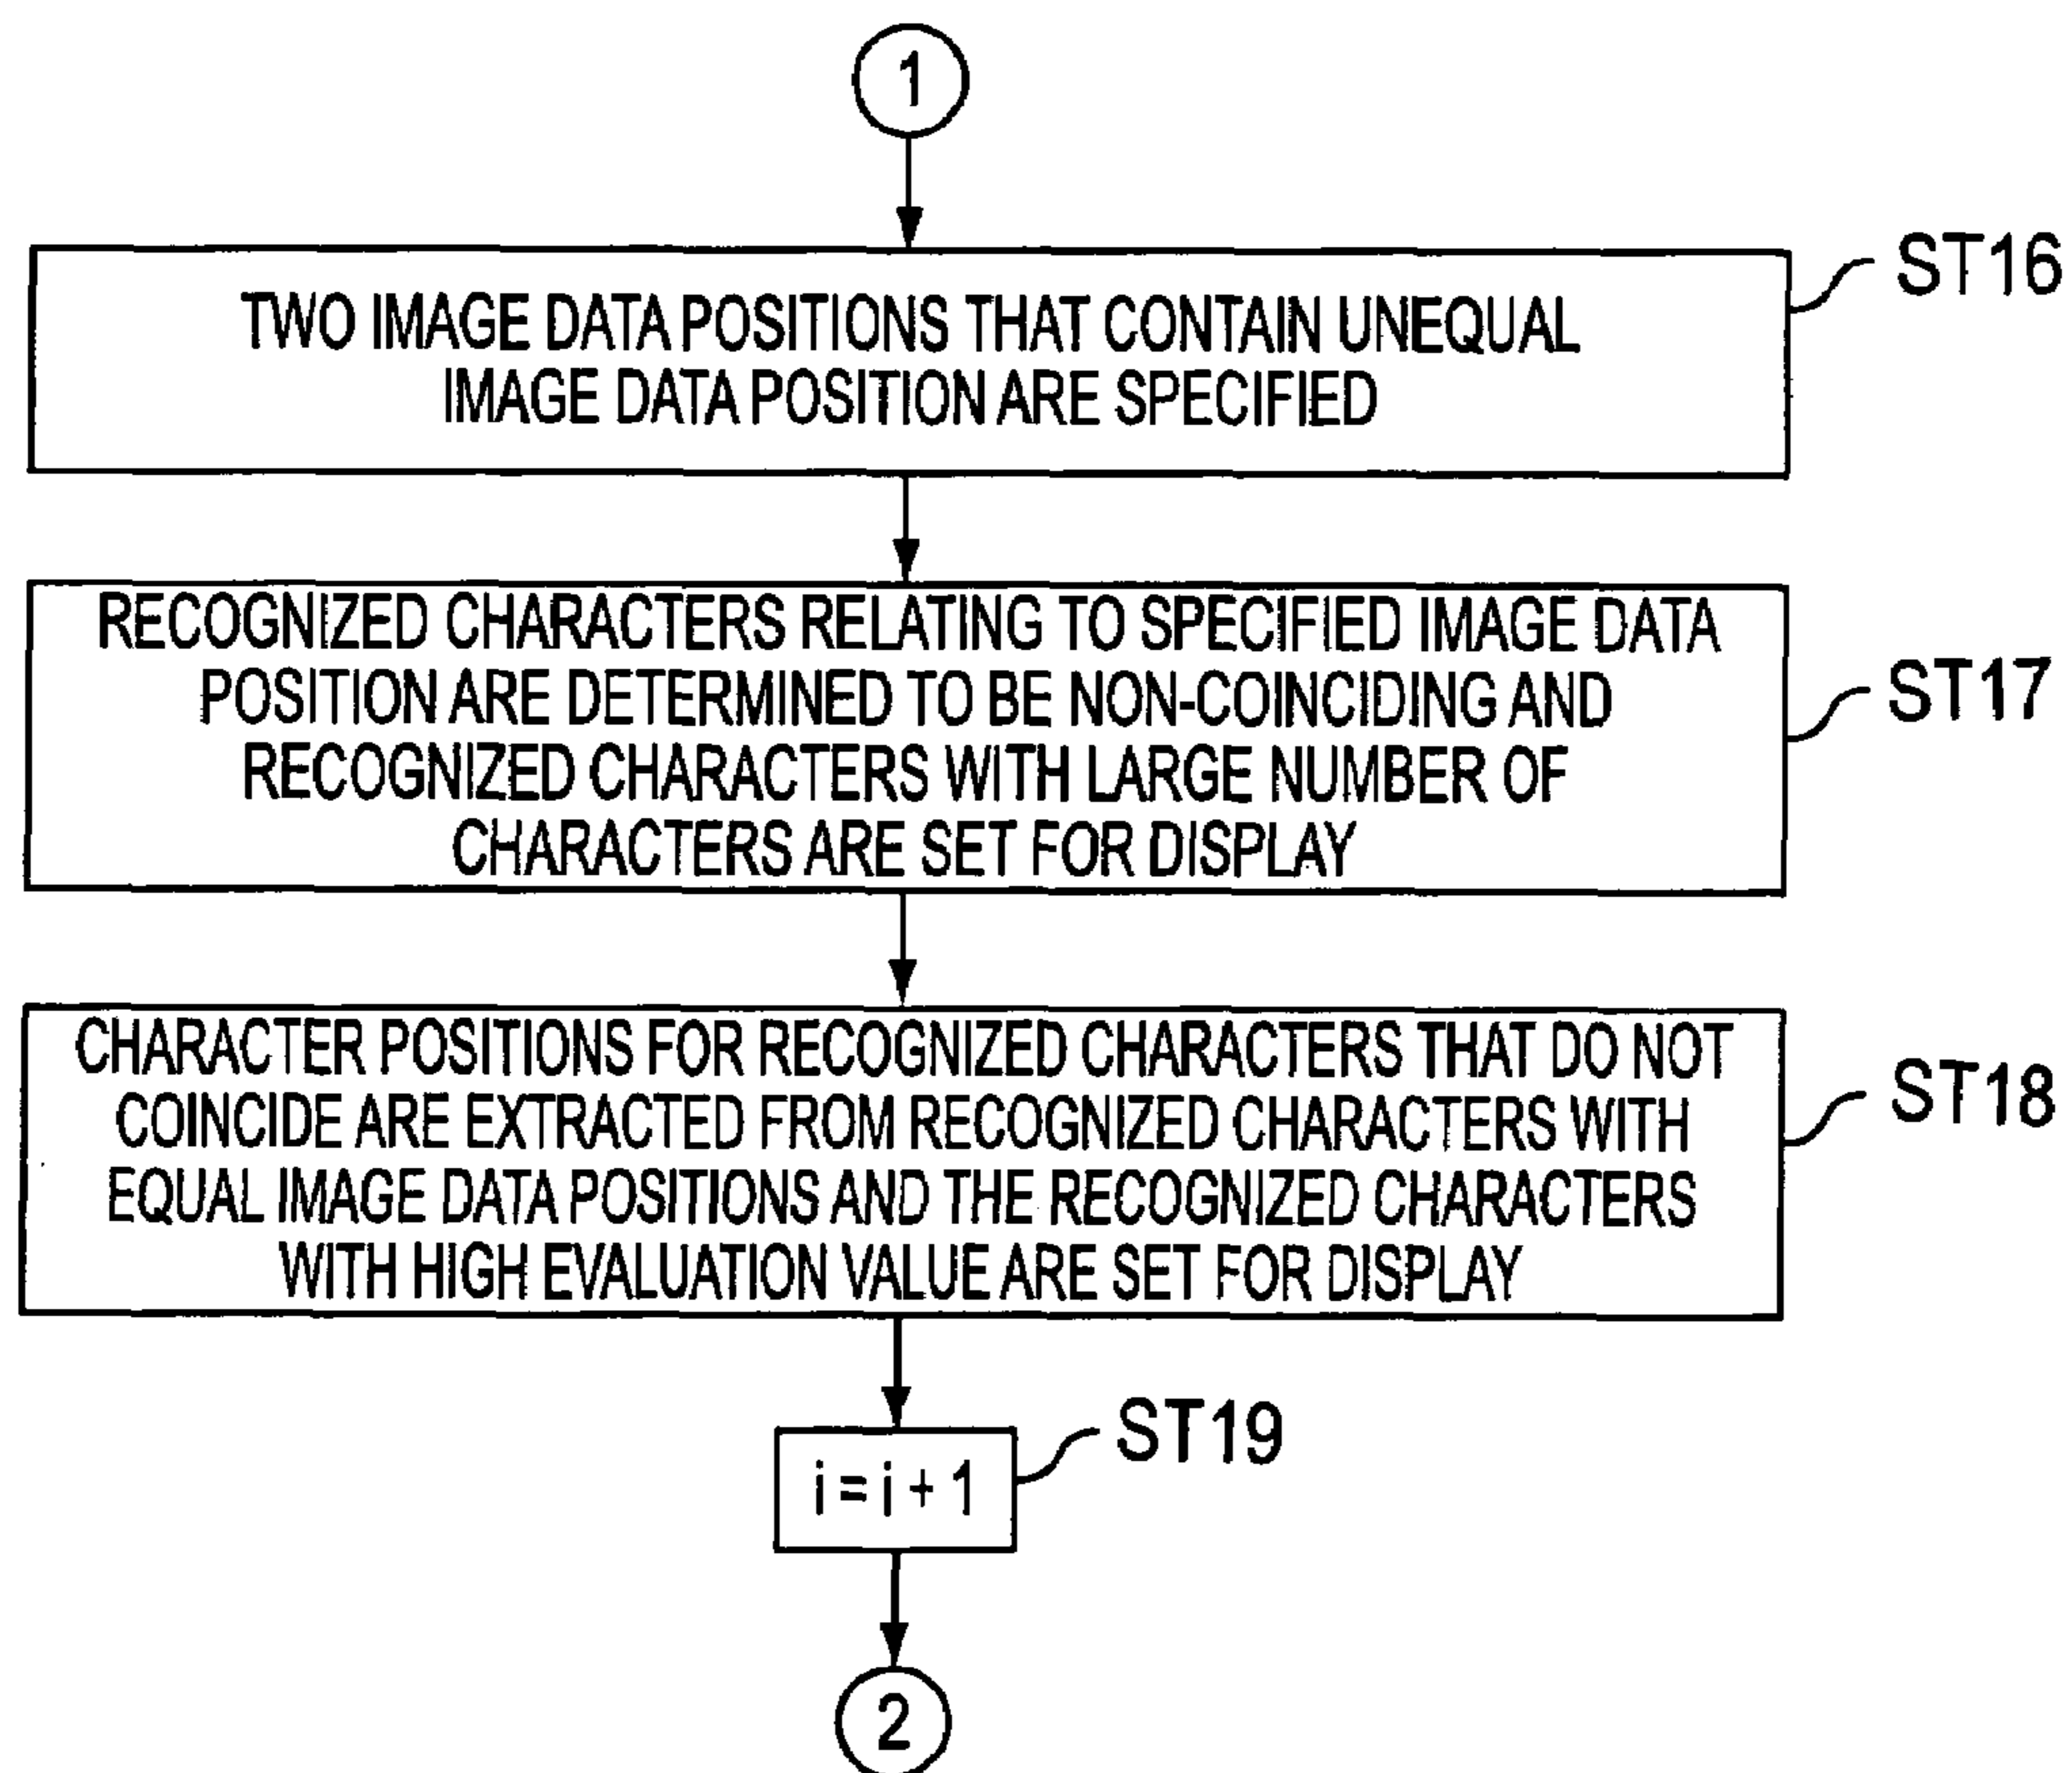 1
ST16
TWO IMAGE DATA POSITIONS THAT CONTAIN UNEQUAL
IMAGE DATA POSITION ARE SPECIFIED
RECOGNIZED CHARACTERS RELATING TO SPECIFIED IMAGE DATA
POSITION ARE DETERMINED TO BE NON-COINCIDING AND
RECOGNIZED CHARACTERS WITH LARGE NUMBER OF
CHARACTERS ARE SET FOR DISPLAY
ST17
CHARACTER POSITIONS FOR RECOGNIZED CHARACTERS THAT DO NOT
COINCIDE ARE EXTRACTED FROM RECOGNIZED CHARACTERS WITH
EQUAL IMAGE DATA POSITIONS AND THE RECOGNIZED CHARACTERS
WITH HIGH EVALUATION VALUE ARE SET FOR DISPLAY
ST18
ST19
i = i + 1
2